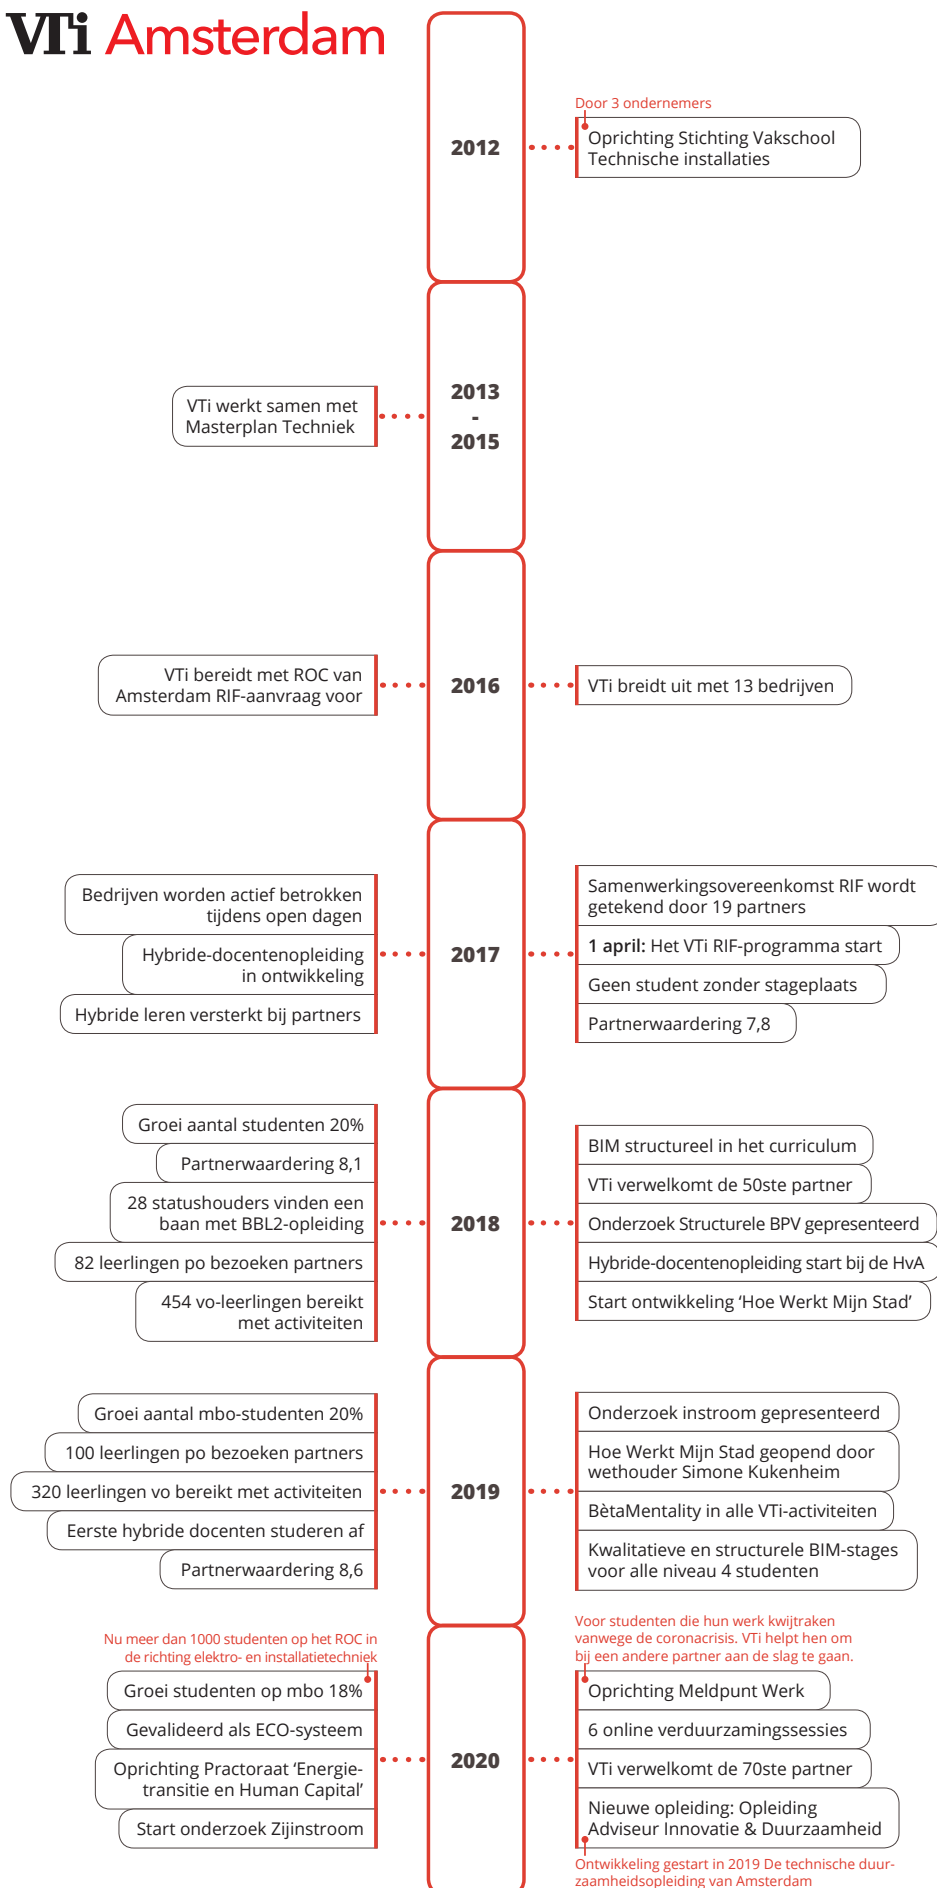 VTi Amsterdam
2012
Door 3 ondernemers
Oprichting Stichting Vakschool
Technische installaties
2013
-
2015
VTi werkt samen met
Masterplan Techniek
2016
VTi bereidt met ROC van
Amsterdam RIF-aanvraag voor
VTi breidt uit met 13 bedrijven
2017
Bedrijven worden actief betrokken
tijdens open dagen
Hybride-docentenopleiding
in ontwikkeling
Hybride leren versterkt bij partners
Samenwerkingsovereenkomst RIF wordt
getekend door 19 partners
1 april: Het VTi RIF-programma start
Geen student zonder stageplaats
Partnerwaardering 7,8
2018
Groei aantal studenten 20%
Partnerwaardering 8,1
28 statushouders vinden een
baan met BBL2-opleiding
82 leerlingen po bezoeken partners
454 vo-leerlingen bereikt
met activiteiten
BIM structureel in het curriculum
VTi verwelkomt de 50ste partner
Onderzoek Structurele BPV gepresenteerd
Hybride-docentenopleiding start bij de HvA
Start ontwikkeling ‘Hoe Werkt Mijn Stad’
2019
Groei aantal mbo-studenten 20%
100 leerlingen po bezoeken partners
320 leerlingen vo bereikt met activiteiten
Eerste hybride docenten studeren af
Partnerwaardering 8,6
Onderzoek instroom gepresenteerd
Hoe Werkt Mijn Stad geopend door
wethouder Simone Kukenheim
BètaMentality in alle VTi-activiteiten
Kwalitatieve en structurele BIM-stages
voor alle niveau 4 studenten
2020
Nu meer dan 1000 studenten op het ROC in
de richting elektro- en installatietechniek
Groei studenten op mbo 18%
Gevalideerd als ECO-systeem
Oprichting Practoraat ‘Energie-
transitie en Human Capital’
Start onderzoek Zijinstroom
Voor studenten die hun werk kwijtraken
vanwege de coronacrisis. VTi helpt hen om
bij een andere partner aan de slag te gaan.
Oprichting Meldpunt Werk
6 online verduurzamingssessies
VTi verwelkomt de 70ste partner
Nieuwe opleiding: Opleiding
Adviseur Innovatie & Duurzaamheid
Ontwikkeling gestart in 2019 De technische duur-
zaamheidsopleiding van Amsterdam